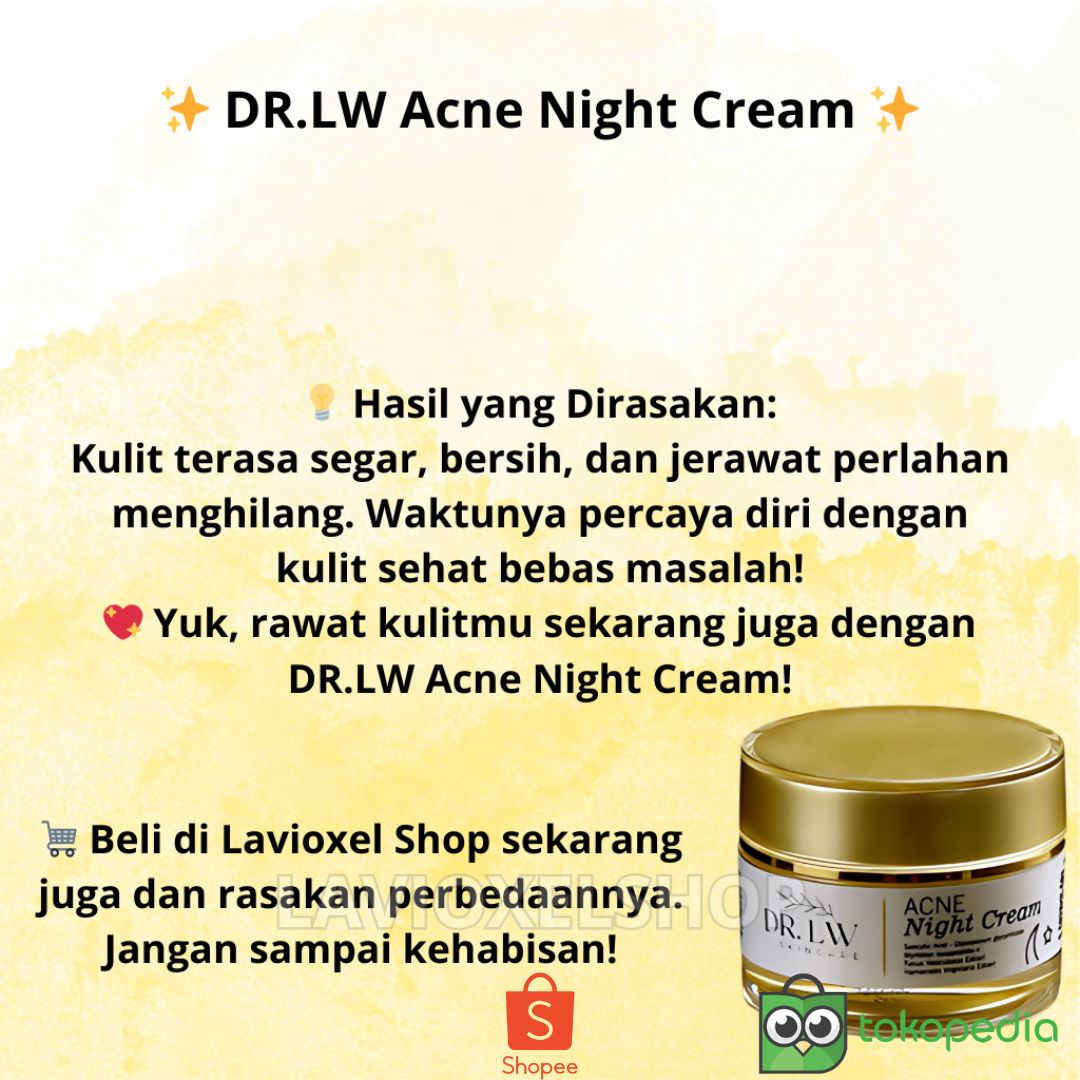 ✨ DR.LW Acne Night Cream ✨
💡 Hasil yang Dirasakan:
Kulit terasa segar, bersih, dan jerawat perlahan
menghilang. Waktunya percaya diri dengan
kulit sehat bebas masalah!
💖 Yuk, rawat kulitmu sekarang juga dengan
DR.LW Acne Night Cream!
🛒 Beli di Lavioxel Shop sekarang
juga dan rasakan perbedaannya.
Jangan sampai kehabisan!
LAVIOXELSHOP
DR. LW
SKINCARE
ACNE
Night Cream
S
Shopee
tokopedia